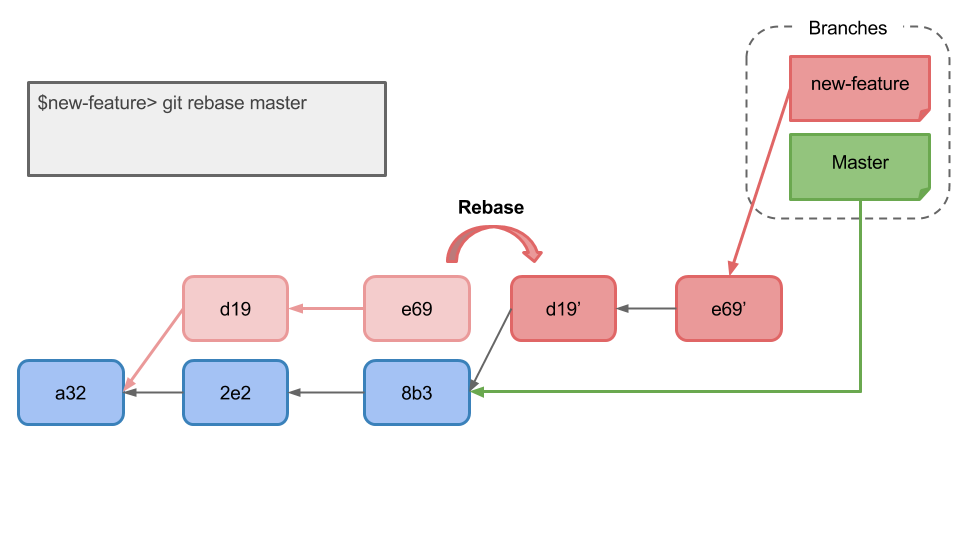 Branches
new-feature
Master
$new-feature> git rebase master
Rebase
d19
e69
d19’
e69’
a32
2e2
8b3